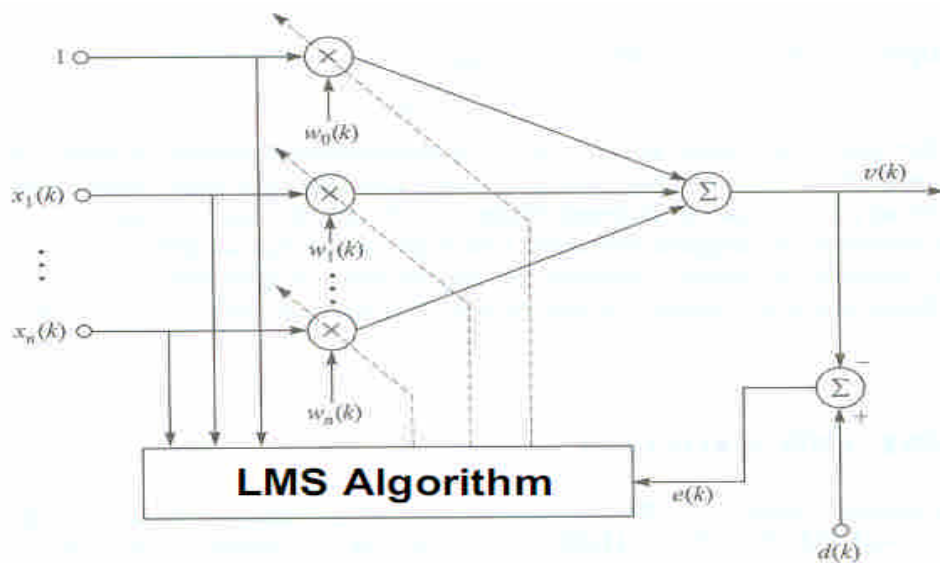 1
w₀(k)
x₁(k)
w₁(k)
Σ
v(k)
xₙ(k)
wₙ(k)
Σ
−
+
LMS Algorithm
e(k)
d(k)